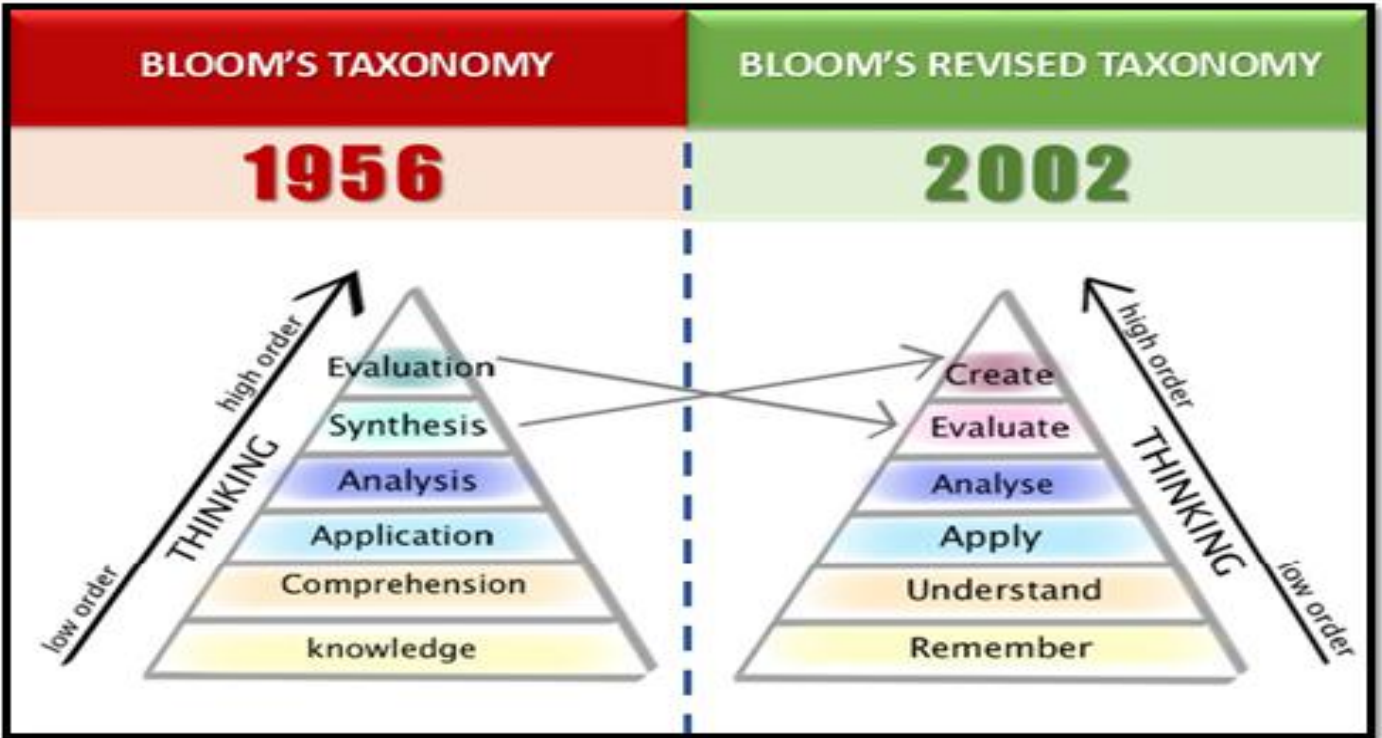 BLOOM'S TAXONOMY
BLOOM'S REVISED TAXONOMY
1956
2002
high order
THINKING
low order
Evaluation
Synthesis
Analysis
Application
Comprehension
knowledge
Create
Evaluate
Analyse
Apply
Understand
Remember
high order
THINKING
low order